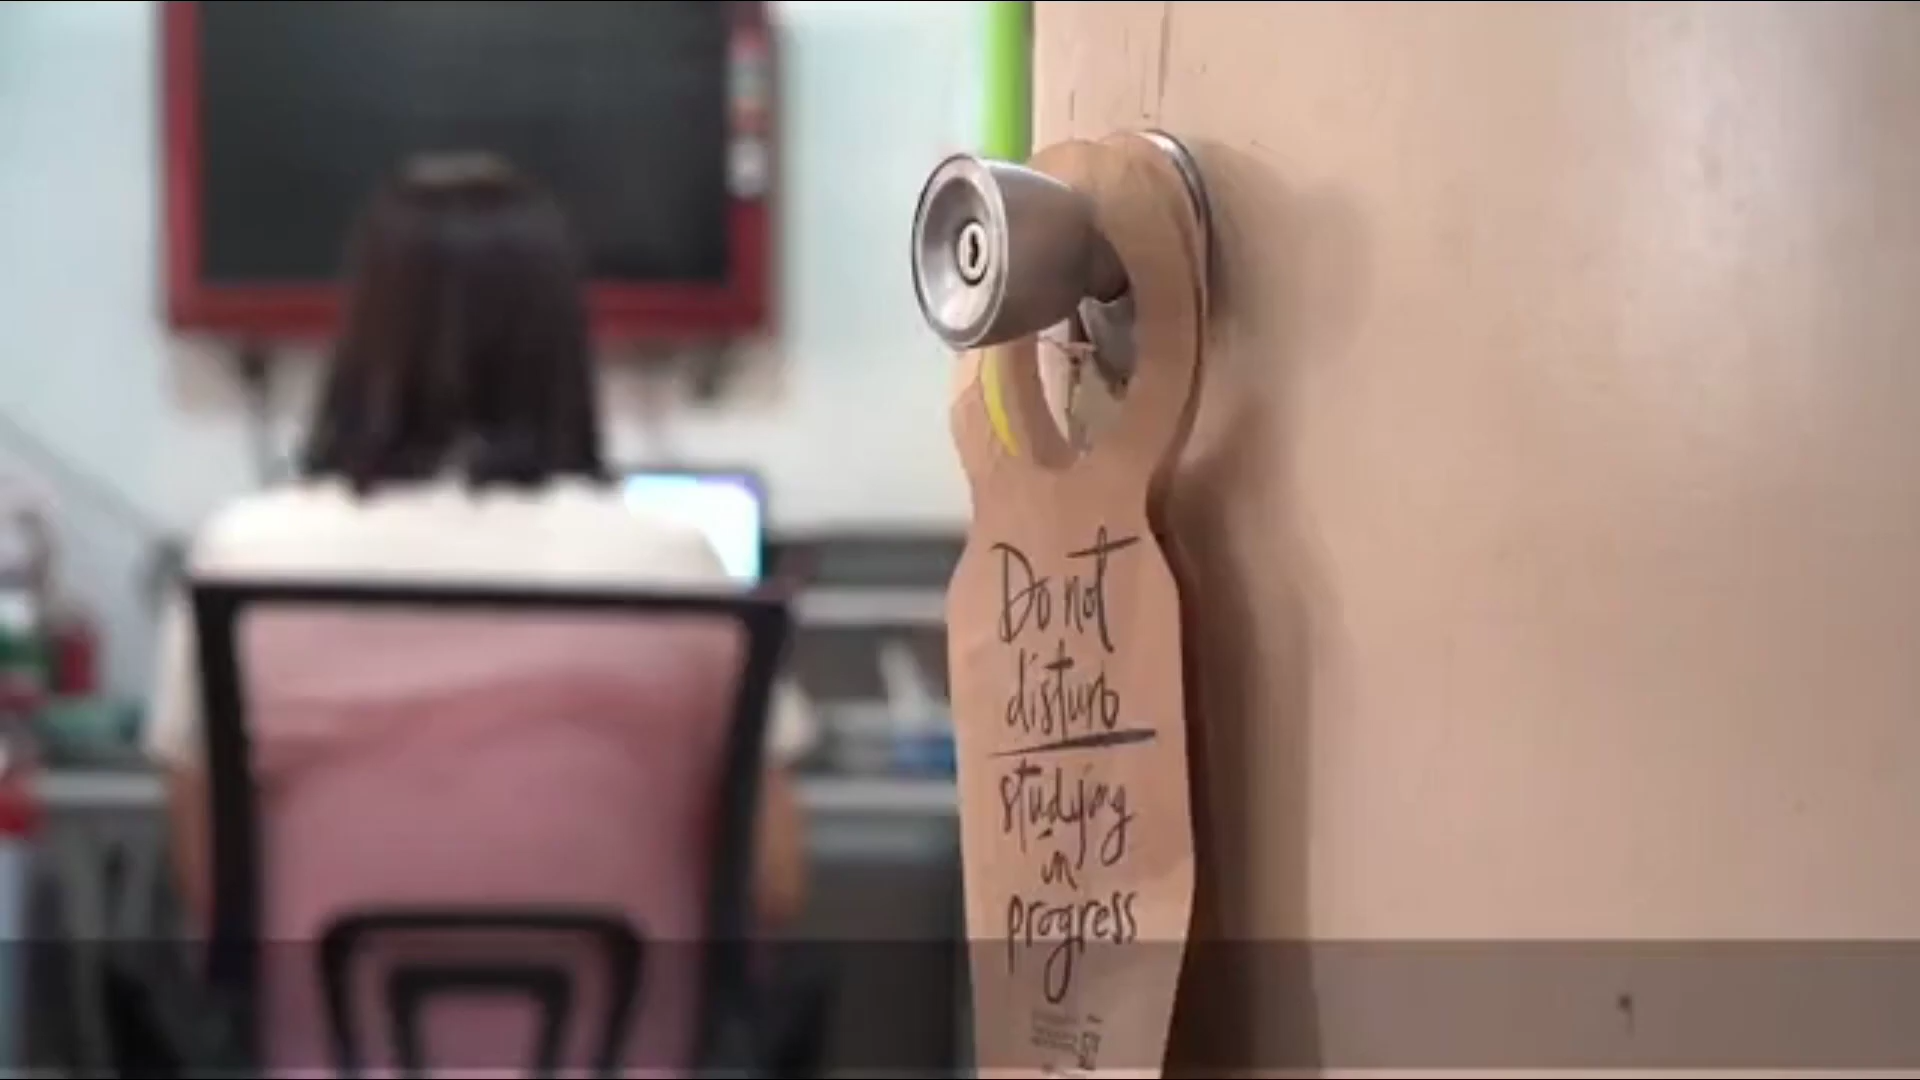 Do not
disturb
studying
in
progress